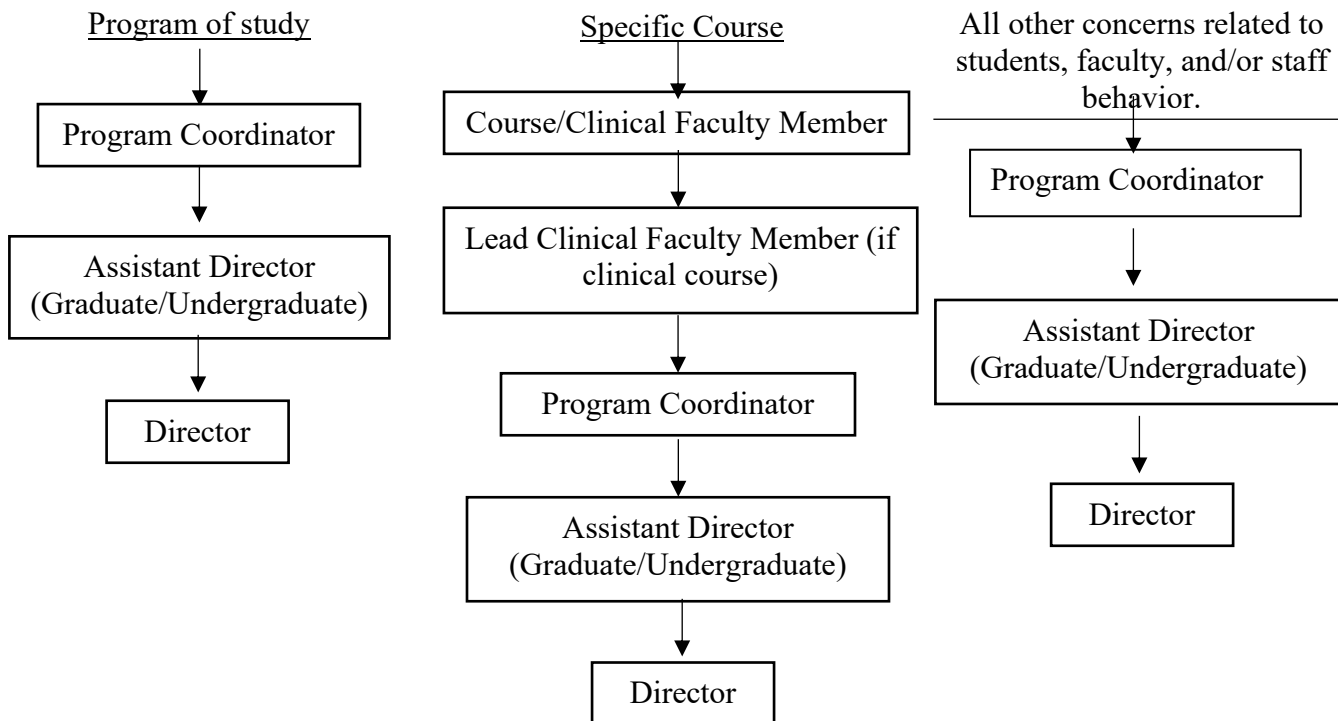 Program of study
Program Coordinator
Assistant Director
(Graduate/Undergraduate)
Director
Specific Course
Course/Clinical Faculty Member
Lead Clinical Faculty Member (if
clinical course)
Program Coordinator
Assistant Director
(Graduate/Undergraduate)
Director
All other concerns related to
students, faculty, and/or staff
behavior.
Program Coordinator
Assistant Director
(Graduate/Undergraduate)
Director